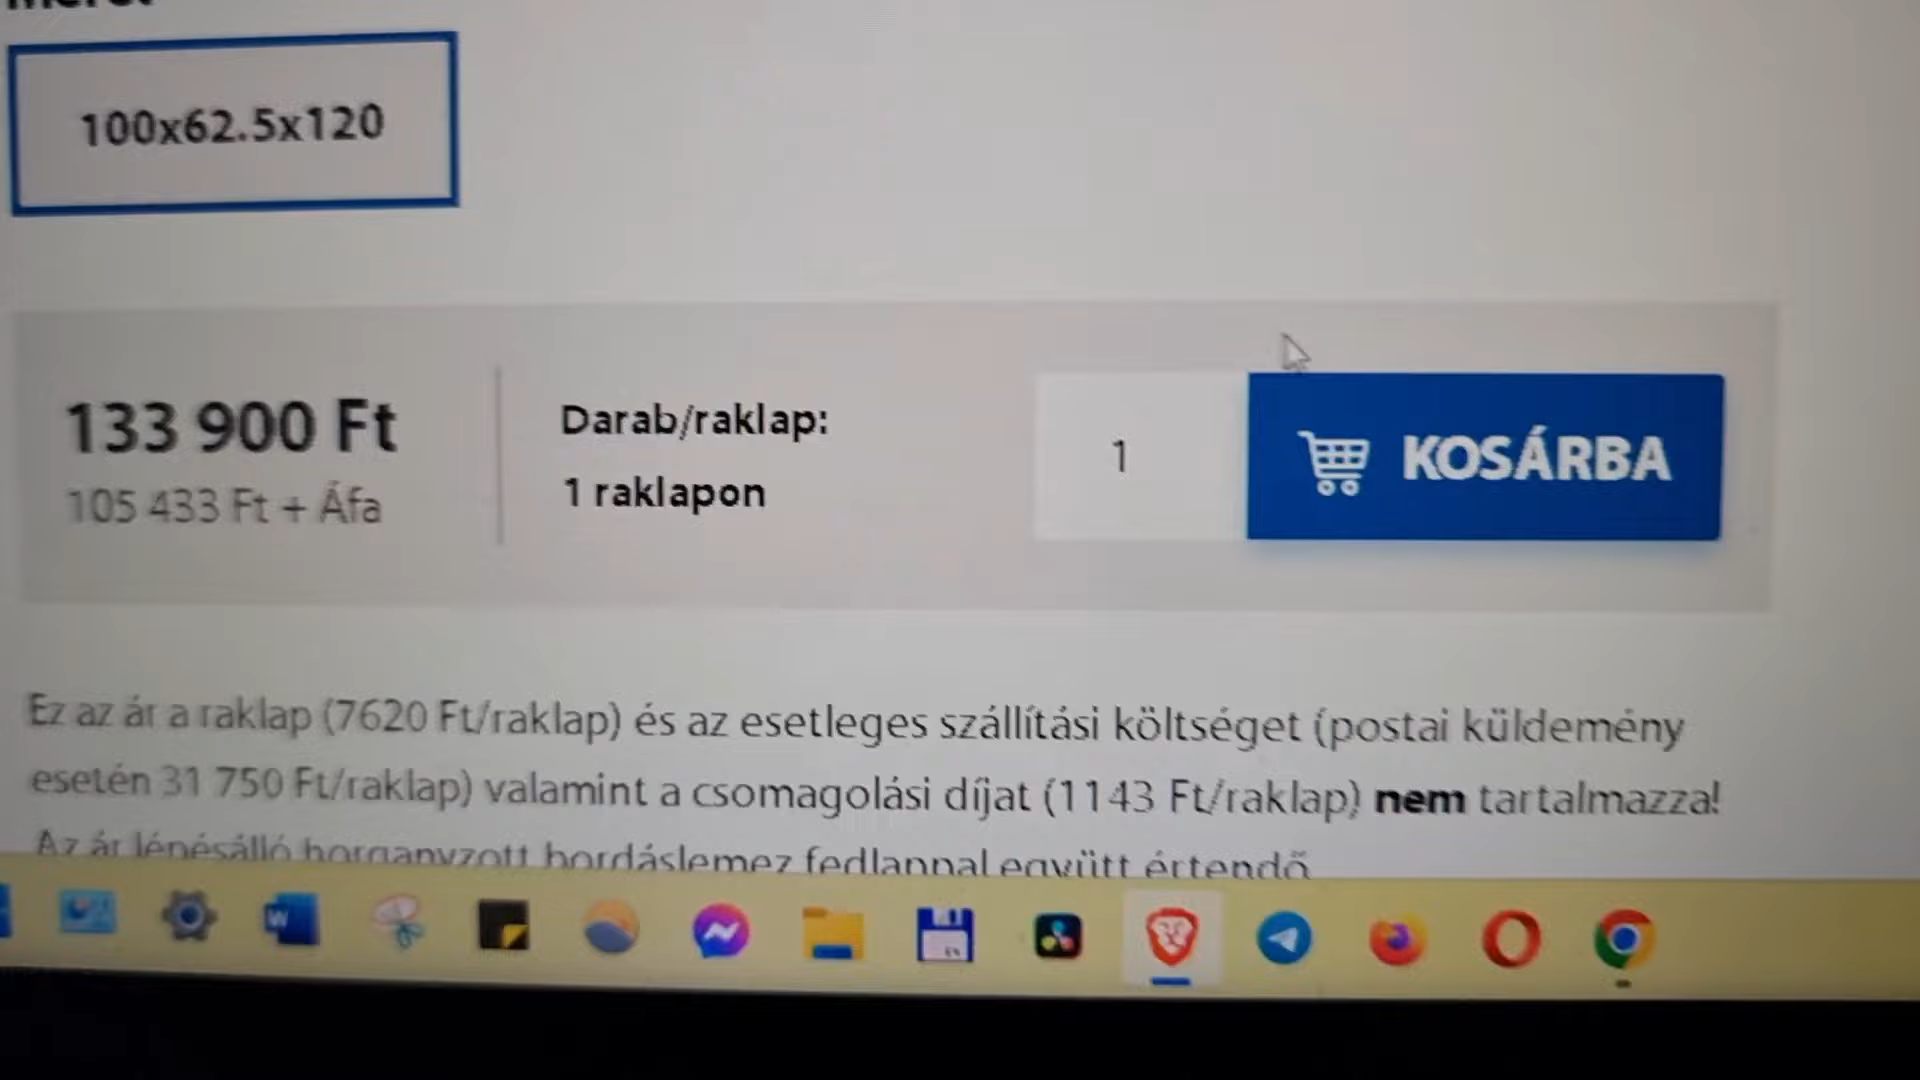 Méret
100x62.5x120
133 900 Ft
105 433 Ft + Áfa
Darab/raklap:
1 raklapon
1
KOSÁRBA
Ez az ár a raklap (7620 Ft/raklap) és az esetleges szállítási költséget (postai küldemény
esetén 31 750 Ft/raklap) valamint a csomagolási díjat (1143 Ft/raklap) nem tartalmazza!
Az ár lépésálló horganyzott bordáslemez fedlappal együtt értendő